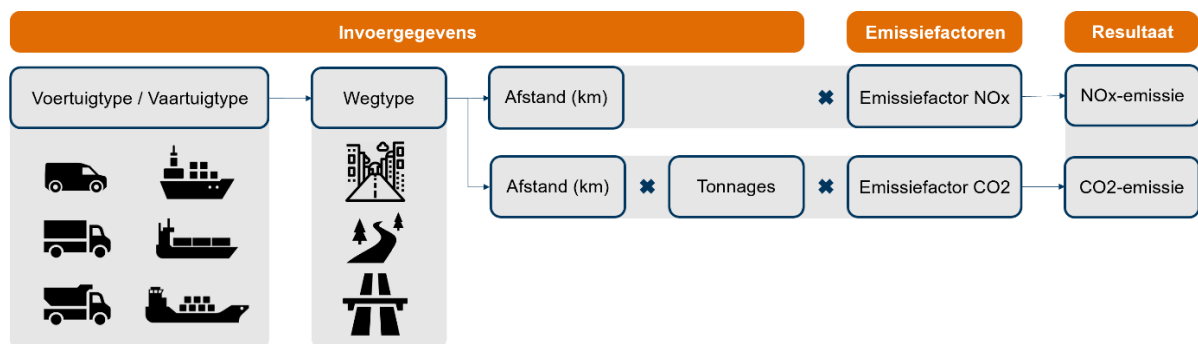 Invoergegevens
Emissiefactoren
Resultaat
Voertuigtype / Vaartuigtype
Wegtype
Afstand (km)
Emissiefactor NOx
NOx-emissie
Afstand (km)
Tonnages
Emissiefactor CO2
CO2-emissie